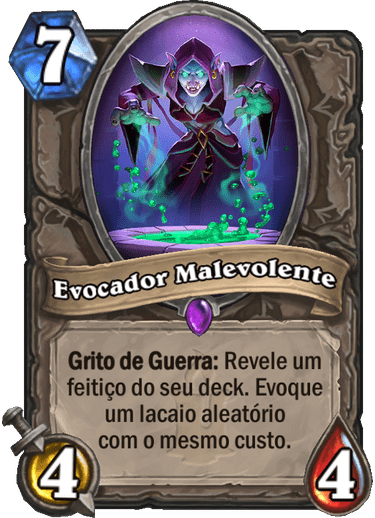 7
Evocador Malevolente
Grito de Guerra: Revele um
feitiço do seu deck. Evoque
um lacaio aleatório
com o mesmo custo.
4
4